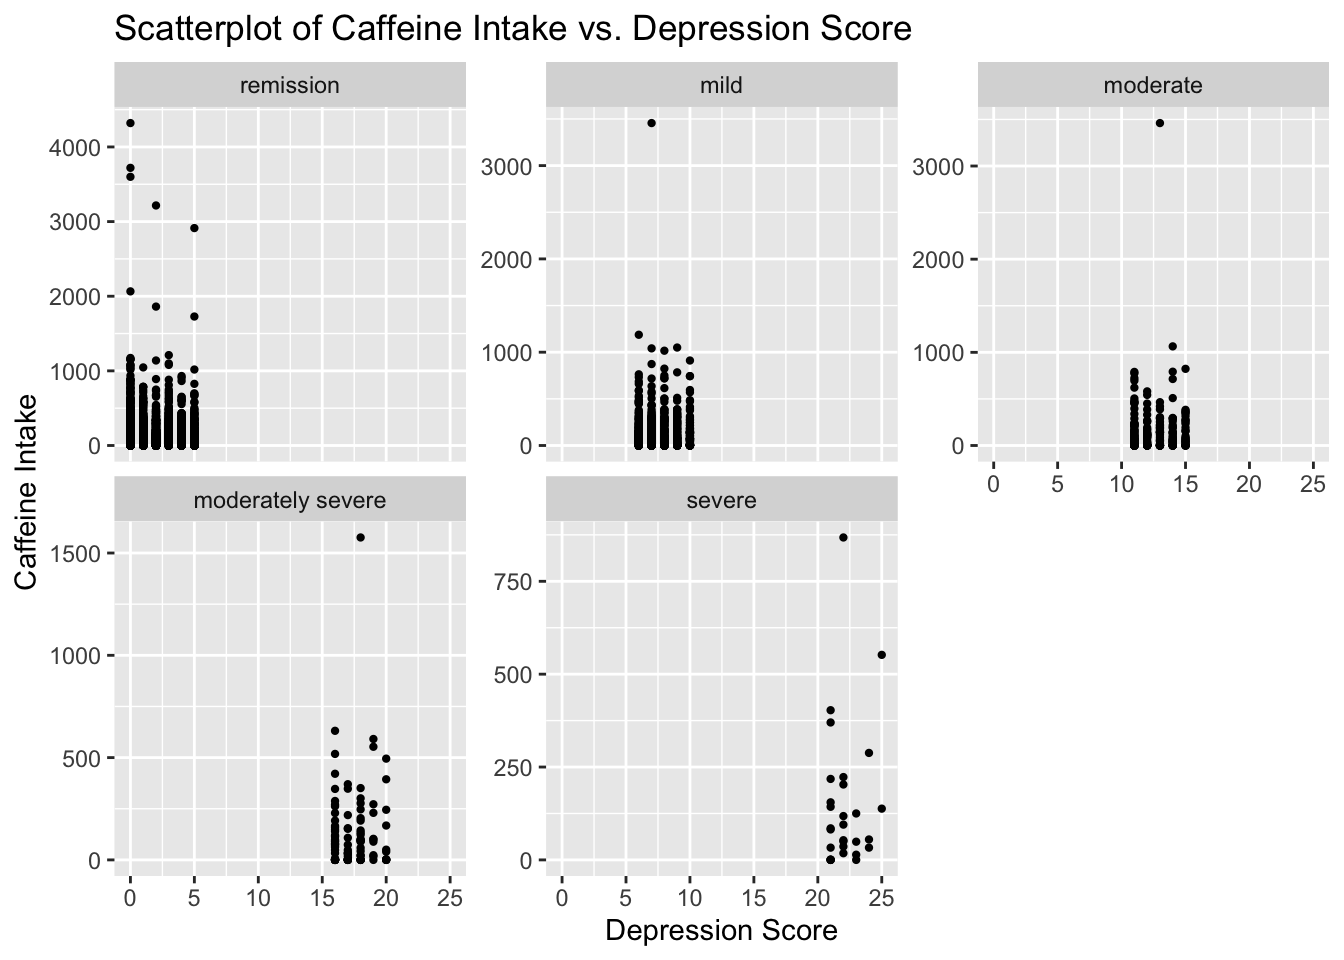 Scatterplot of Caffeine Intake vs. Depression Score
remission
mild
moderate
4000
3000
2000
1000
0
3000
2000
1000
0
3000
2000
1000
0
0 5 10 15 20 25
moderately severe
severe
1500
1000
500
0
750
500
250
0
0 5 10 15 20 25
0 5 10 15 20 25
Caffeine Intake
Depression Score